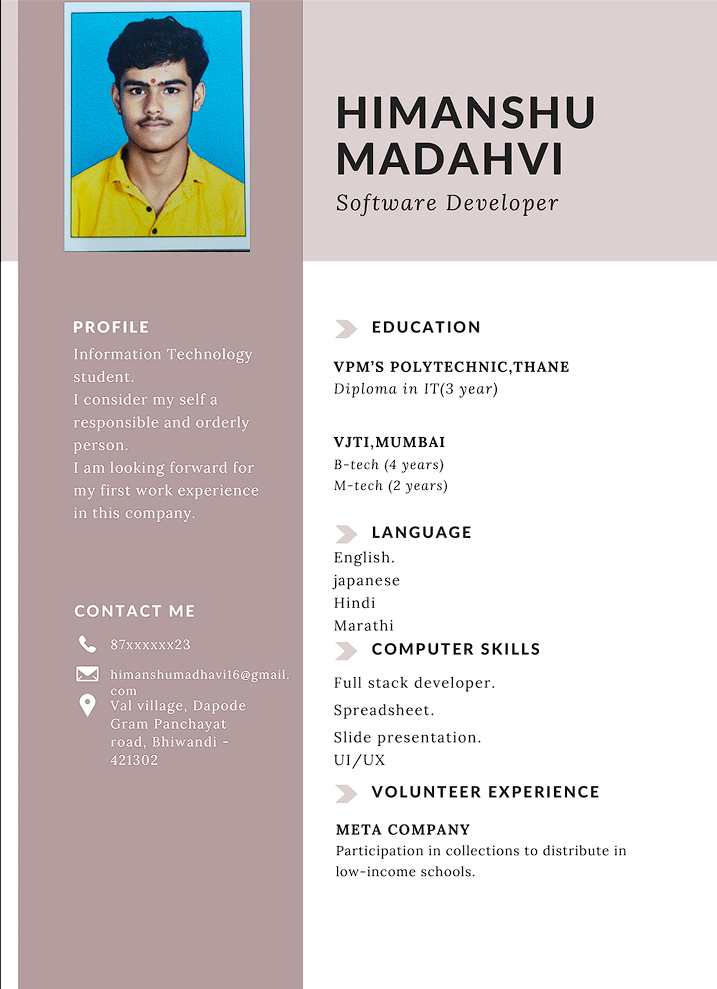 HIMANSHU
MADAHVI
Software Developer
PROFILE
Information Technology
student.
I consider my self a
responsible and orderly
person.
I am looking forward for
my first work experience
in this company.
CONTACT ME
87xxxxxx23
himanshumadhavi16@gmail.
com
Val village, Dapode
Gram Panchayat
road, Bhiwandi -
421302
EDUCATION
VPM'S POLYTECHNIC,THANE
Diploma in IT(3 year)
VJTI,MUMBAI
B-tech (4 years)
M-tech (2 years)
LANGUAGE
English.
japanese
Hindi
Marathi
COMPUTER SKILLS
Full stack developer.
Spreadsheet.
Slide presentation.
UI/UX
VOLUNTEER EXPERIENCE
META COMPANY
Participation in collections to distribute in
low-income schools.